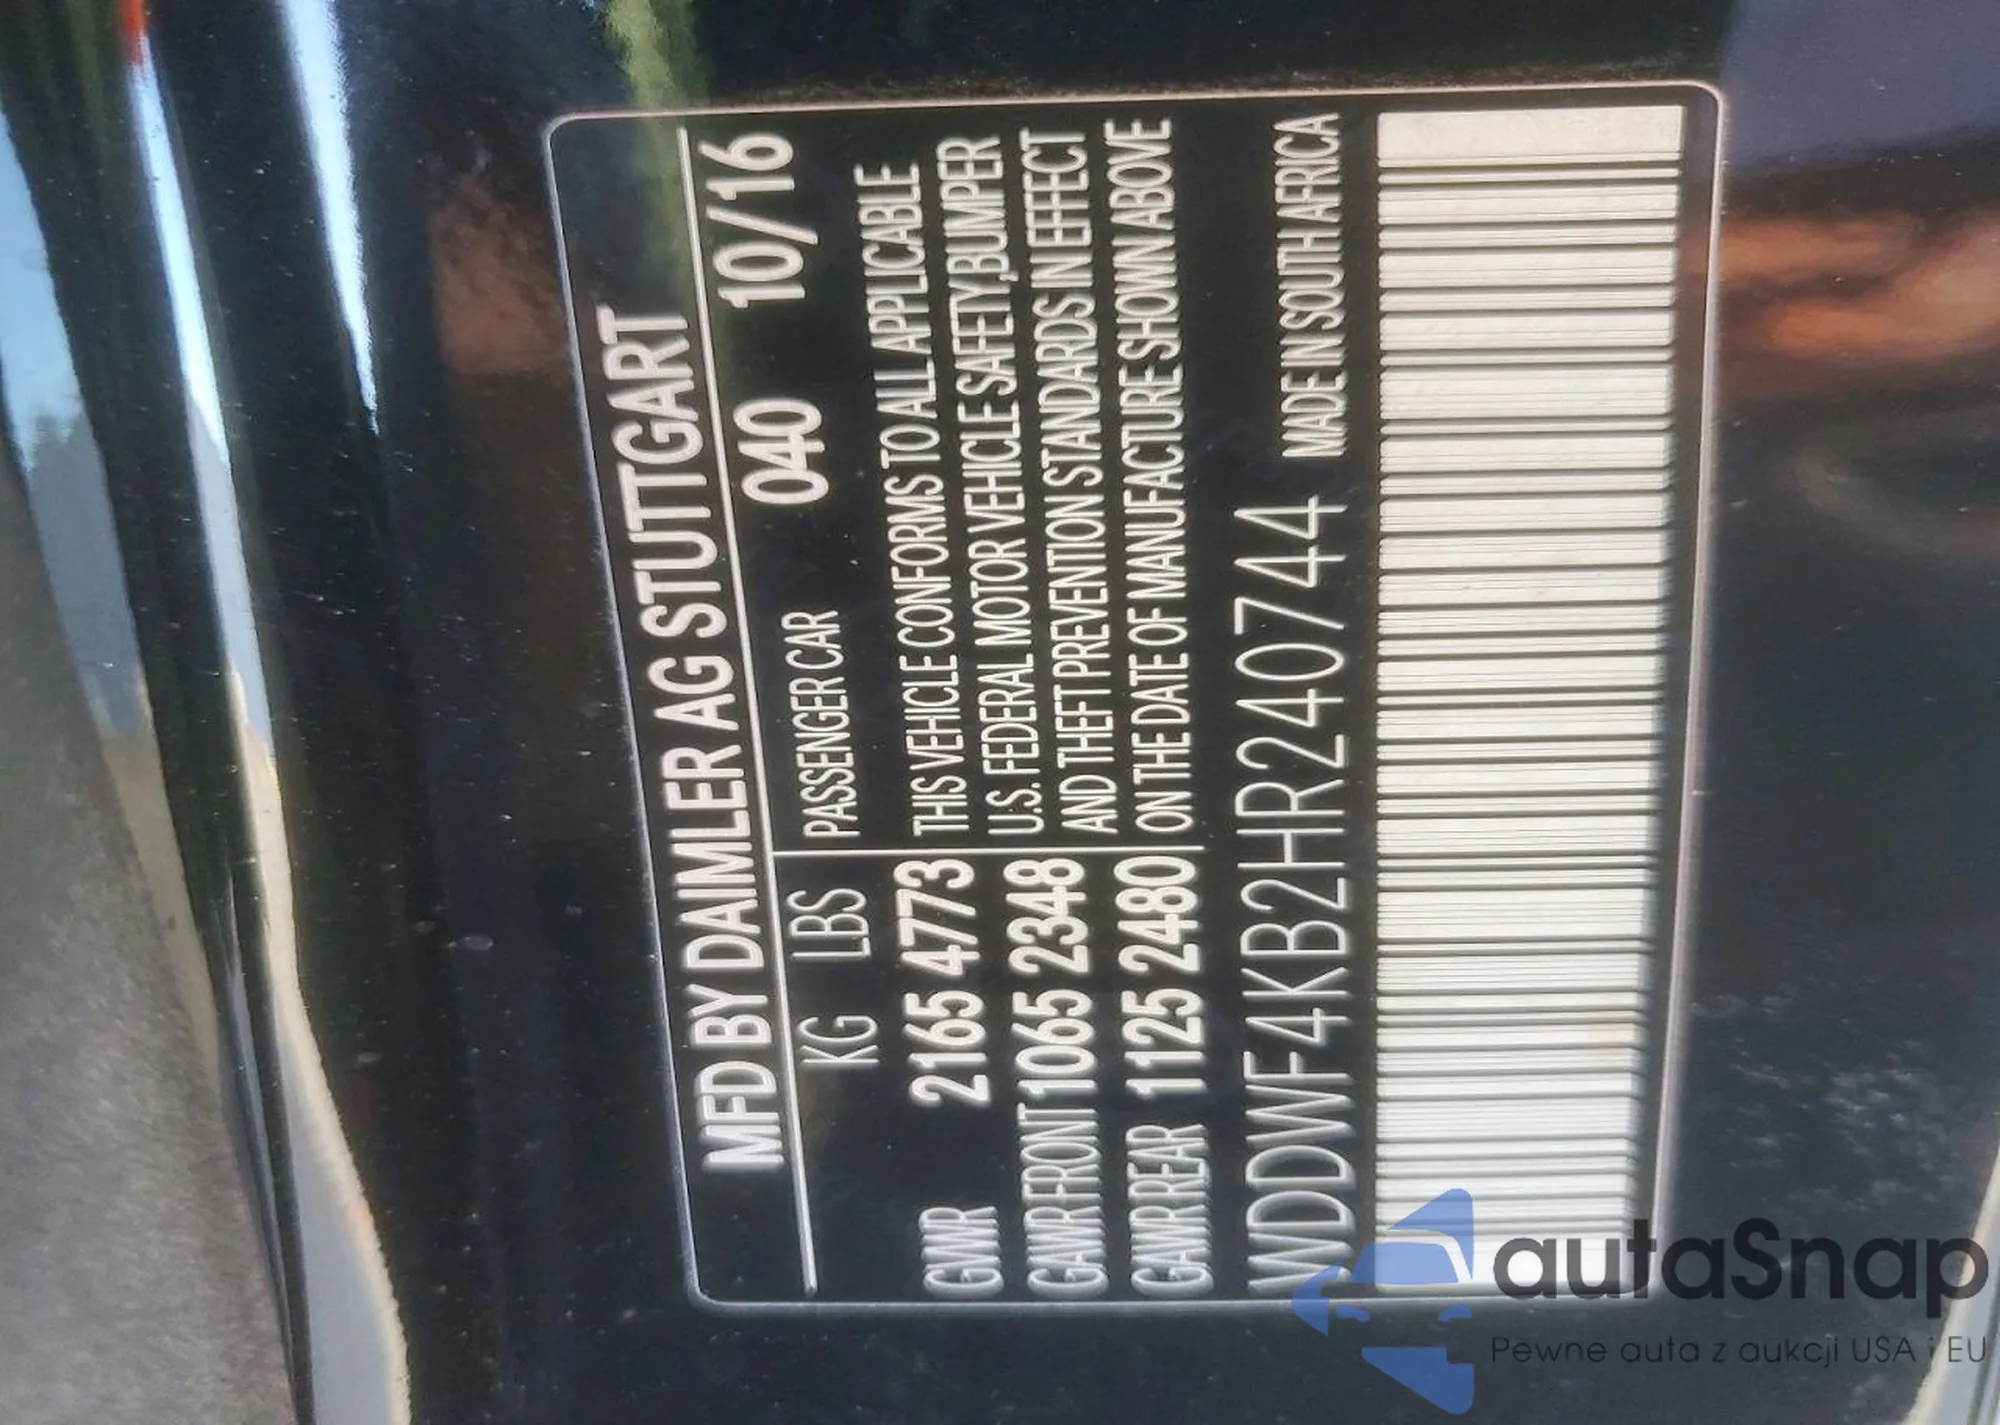 MFD BY DAIMLER AG STUTTGART
KG LBS PASSENGER CAR 040 10/16
GVWR 2165 4773 THIS VEHICLE CONFORMS TO ALL APPLICABLE
GAWR FRONT 1065 2348 U.S. FEDERAL MOTOR VEHICLE SAFETY,BUMPER
GAWR REAR 1125 2480 AND THEFT PREVENTION STANDARDS IN EFFECT
ON THE DATE OF MANUFACTURE SHOWN ABOVE
WDDWF4KB2HR240744 MADE IN SOUTH AFRICA
autaSnap
Pewne auta z aukcji USA i EU